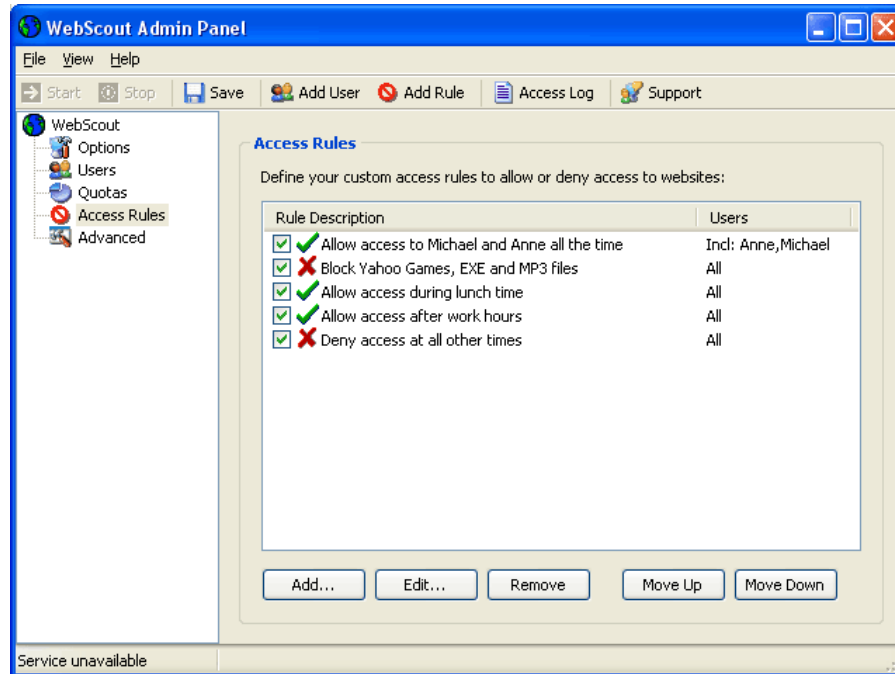 WebScout Admin Panel
File View Help
Start Stop Save Add User Add Rule Access Log Support
WebScout
Options
Users
Quotas
Access Rules
Advanced
Access Rules
Define your custom access rules to allow or deny access to websites:
Rule Description Users
Allow access to Michael and Anne all the time Incl: Anne,Michael
Block Yahoo Games, EXE and MP3 files All
Allow access during lunch time All
Allow access after work hours All
Deny access at all other times All
Add... Edit... Remove Move Up Move Down
Service unavailable